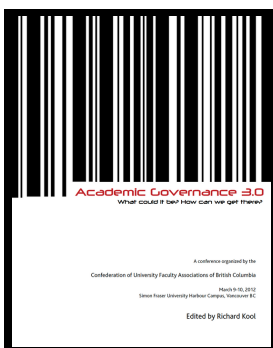 Academic Governance 3.0
What could it be? How can we get there?
A conference organized by the
Confederation of University Faculty Associations of British Columbia
March 9-10, 2012
Simon Fraser University Harbour Campus, Vancouver BC
Edited by Richard Kool